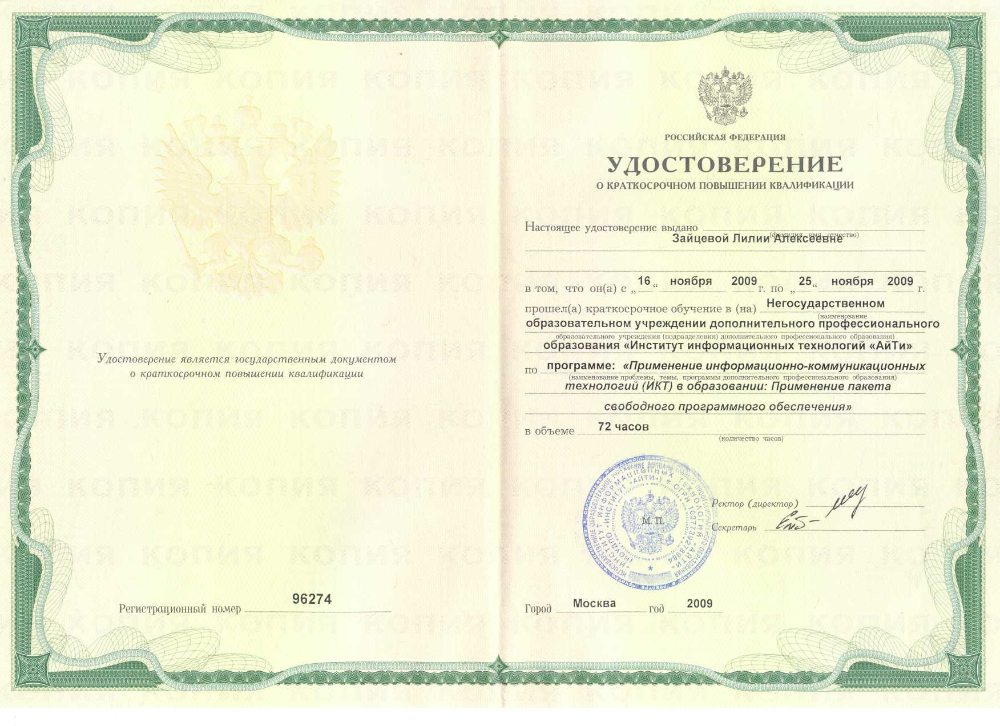 Удостоверение является государственным документом
о краткосрочном повышении квалификации
Регистрационный номер 96274
РОССИЙСКАЯ ФЕДЕРАЦИЯ
УДОСТОВЕРЕНИЕ
О КРАТКОСРОЧНОМ ПОВЫШЕНИИ КВАЛИФИКАЦИИ
Настоящее удостоверение выдано
(фамилия, имя, отчество)
Зайцевой Лилии Алексеевне
в том, что он(а) с „ 16 “ ноября 2009 г. по „ 25 “ ноября 2009 г.
прошел(а) краткосрочное обучение в (на) Негосударственном
(наименование
образовательном учреждении дополнительного профессионального
образовательного учреждения (подразделения) дополнительного профессионального образования)
образования «Институт информационных технологий «АйТи»
по программе: «Применение информационно-коммуникационных
(наименование проблемы, темы, программы дополнительного профессионального образования)
технологий (ИКТ) в образовании: Применение пакета
свободного программного обеспечения»
в объеме 72 часов
(количество часов)
НЕГОСУДАРСТВЕННОЕ ОБРАЗОВАТЕЛЬНОЕ УЧРЕЖДЕНИЕ ДОПОЛНИТЕЛЬНОГО ПРОФЕССИОНАЛЬНОГО ОБРАЗОВАНИЯ
"ИНСТИТУТ ИНФОРМАЦИОННЫХ ТЕХНОЛОГИЙ "АЙТИ"
(НОУДПО «ИНСТИТУТ «АЙТИ») * ОГРН 1027739278964
М. П.
Ректор (директор)
Секретарь
Город Москва год 2009